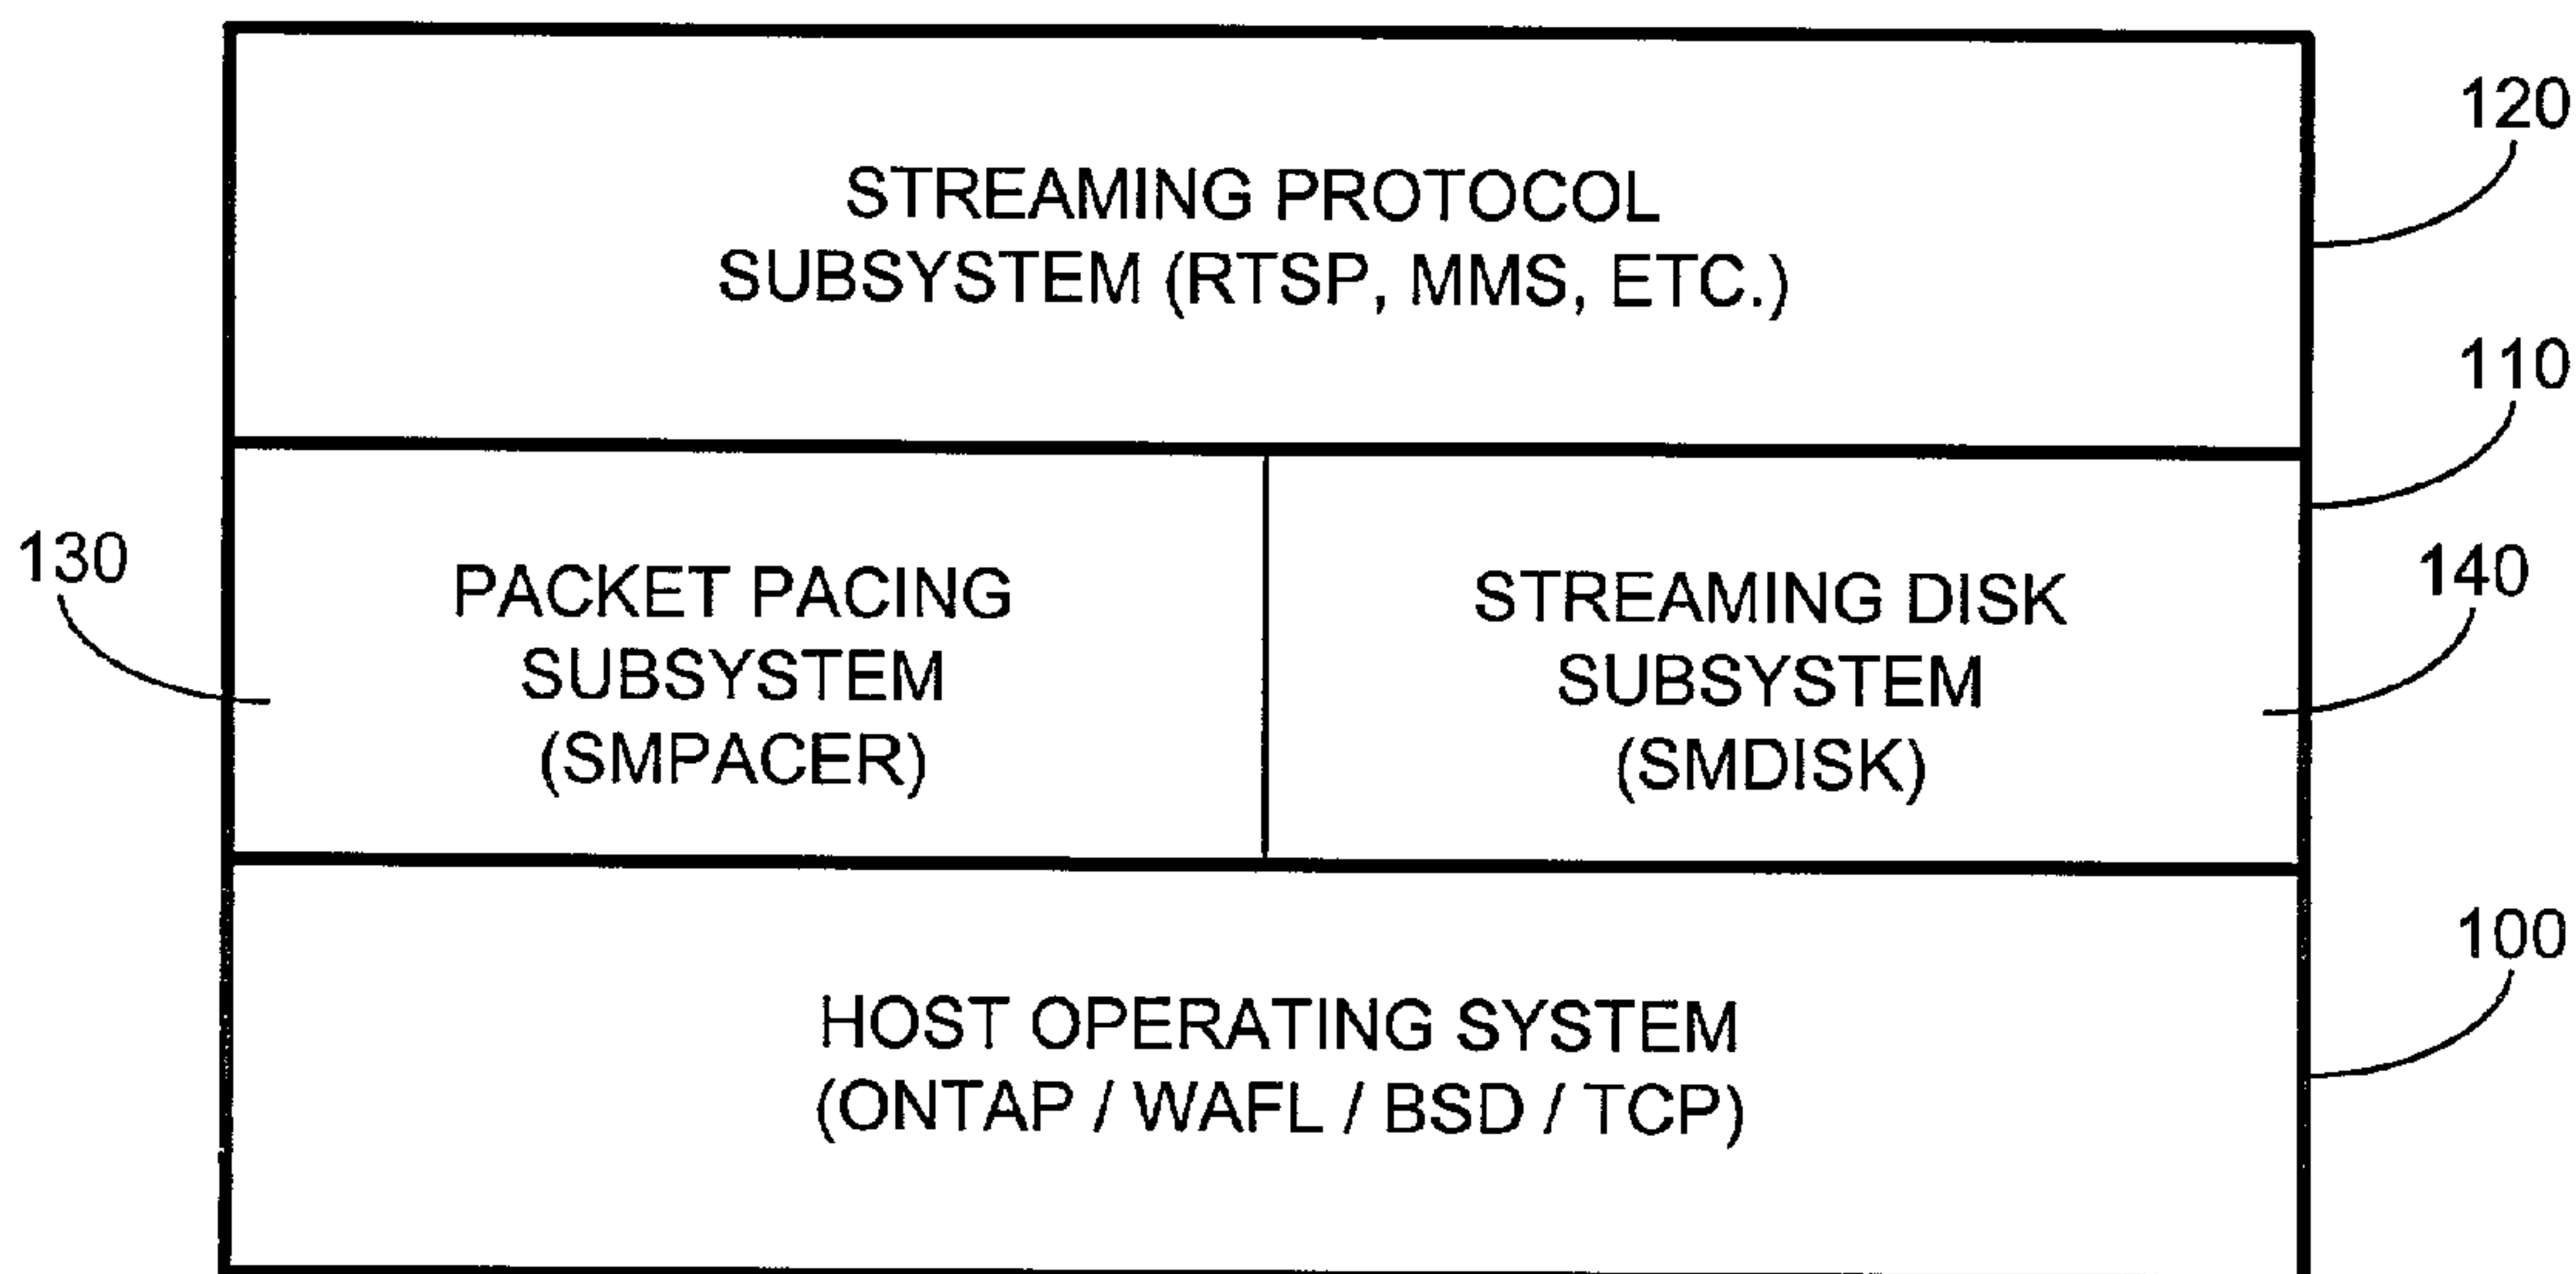 120
STREAMING PROTOCOL
SUBSYSTEM (RTSP, MMS, ETC.)
110
130
PACKET PACING
SUBSYSTEM
(SMPACER)
STREAMING DISK
SUBSYSTEM
(SMDISK)
140
100
HOST OPERATING SYSTEM
(ONTAP / WAFL / BSD / TCP)